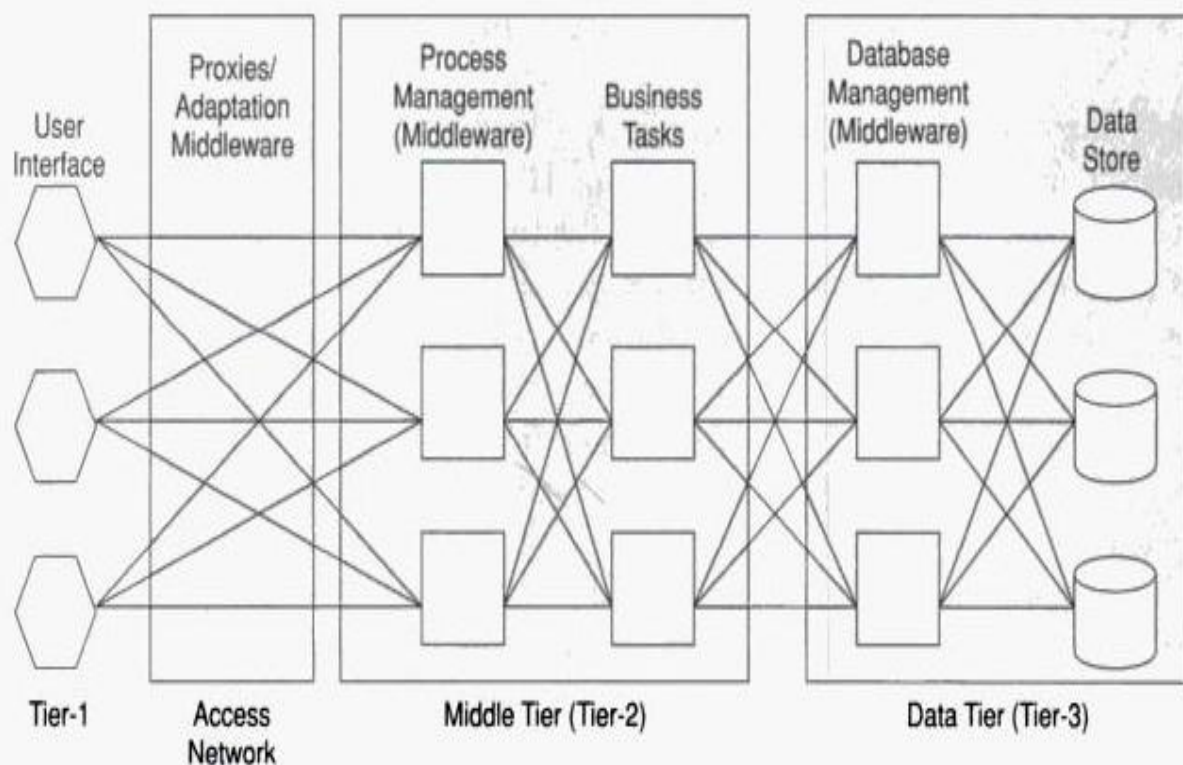 User
Interface
Proxies/
Adaptation
Middleware
Process
Management
(Middleware)
Business
Tasks
Database
Management
(Middleware)
Data
Store
Tier-1
Access
Network
Middle Tier (Tier-2)
Data Tier (Tier-3)